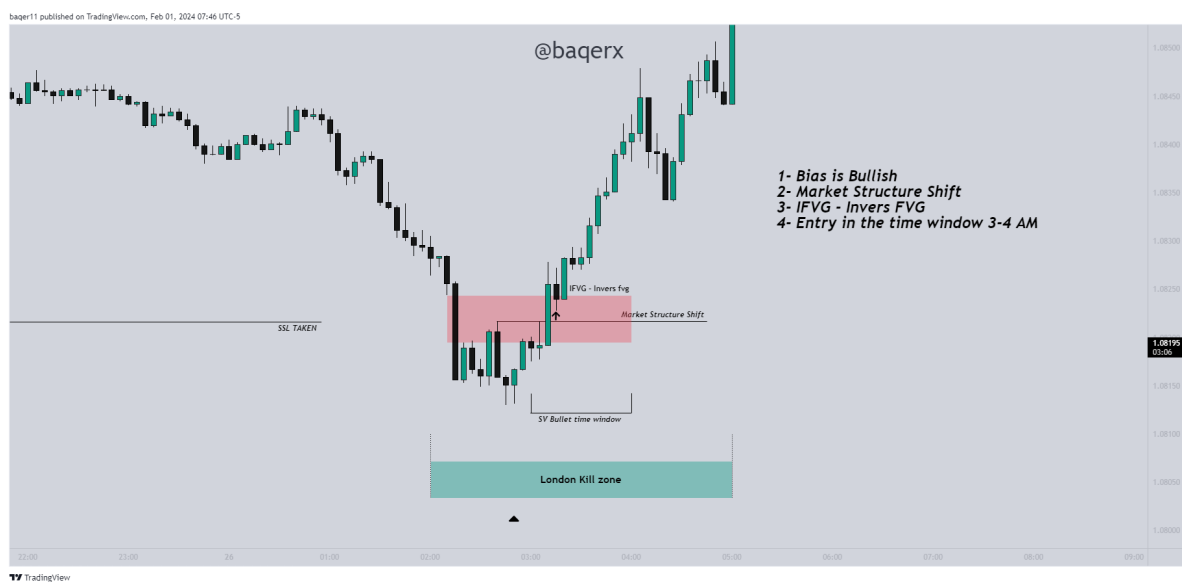 baqer11 published on TradingView.com, Feb 01, 2024 07:46 UTC-5
@baqerx
1.08500
1.08450
1.08400
1.08350
1.08300
1.08250
1.08195
03:06
1.08150
1.08100
1.08050
1.08000
1- Bias is Bullish
2- Market Structure Shift
3- IFVG - Invers FVG
4- Entry in the time window 3-4 AM
IFVG - Invers fvg
Market Structure Shift
SSL TAKEN
SV Bullet time window
London Kill zone
22:00 23:00 26 01:00 02:00 03:00 04:00 05:00 06:00 07:00 08:00 09:00
TradingView